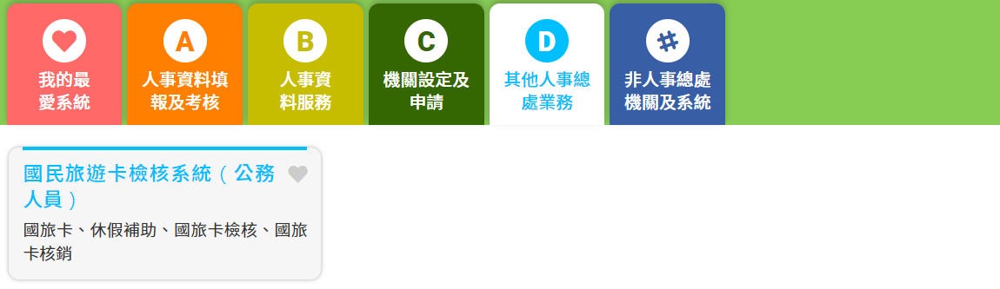 我的最
愛系統
A
人事資料填
報及考核
B
人事資
料服務
C
機關設定及
申請
D
其他人事總
處業務
#
非人事總處
機關及系統
國民旅遊卡檢核系統（公務
人員）
國旅卡、休假補助、國旅卡檢核、國旅
卡核銷